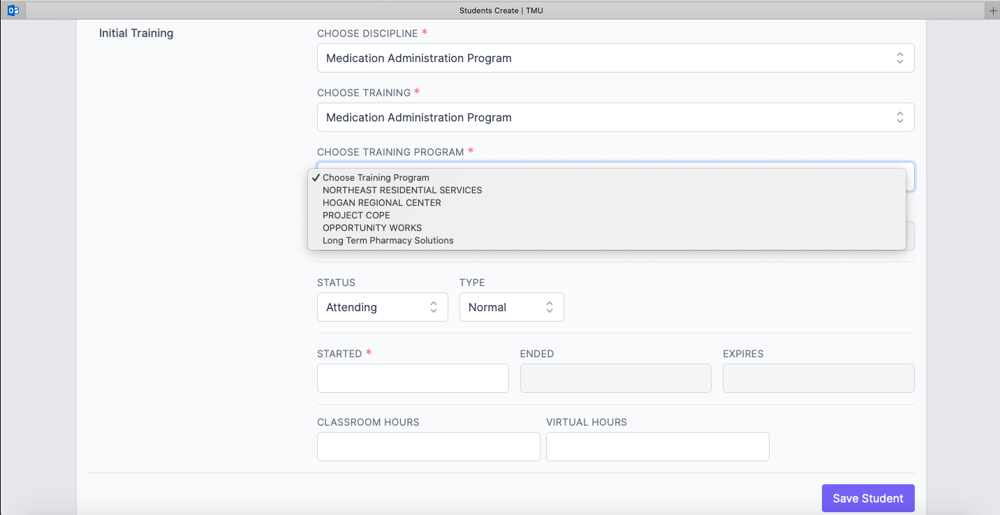 Students Create | TMU
Initial Training
CHOOSE DISCIPLINE *
Medication Administration Program
CHOOSE TRAINING *
Medication Administration Program
CHOOSE TRAINING PROGRAM *
✓ Choose Training Program
NORTHEAST RESIDENTIAL SERVICES
HOGAN REGIONAL CENTER
PROJECT COPE
OPPORTUNITY WORKS
Long Term Pharmacy Solutions
STATUS TYPE
Attending Normal
STARTED * ENDED EXPIRES
CLASSROOM HOURS VIRTUAL HOURS
Save Student